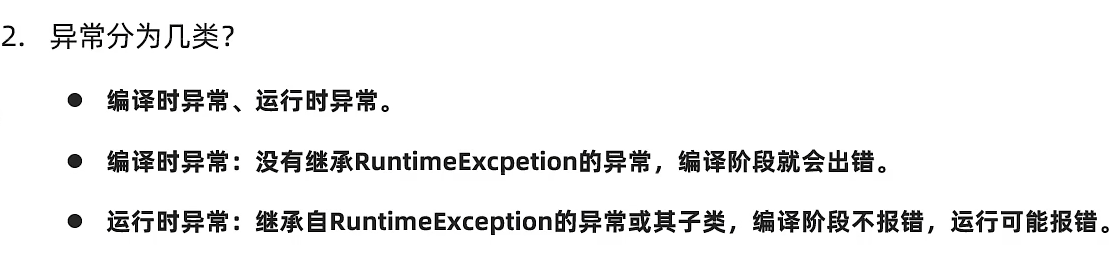 2. 异常分为几类？
● 编译时异常、运行时异常。
● 编译时异常：没有继承RuntimeExcpetion的异常，编译阶段就会出错。
● 运行时异常：继承自RuntimeException的异常或其子类，编译阶段不报错，运行可能报错。